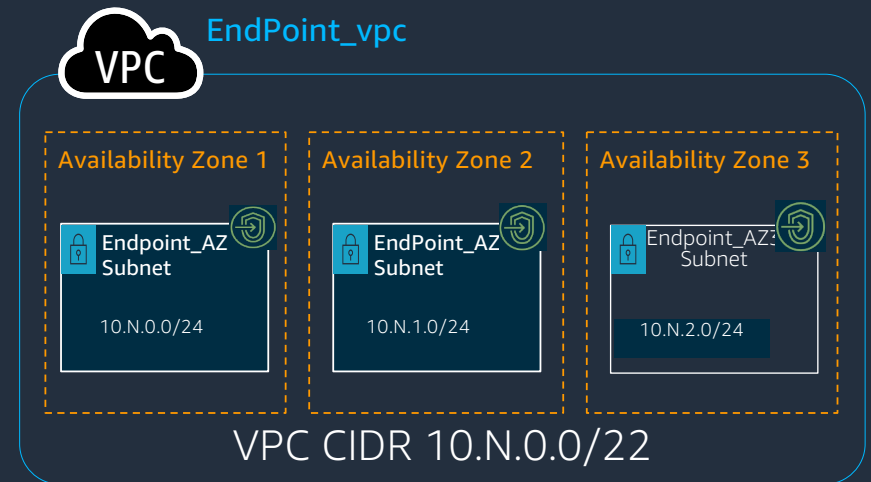 EndPoint_vpc
VPC
Availability Zone 1
Availability Zone 2
Availability Zone 3
Endpoint_AZ
Subnet
10.N.0.0/24
EndPoint_AZ
Subnet
10.N.1.0/24
Endpoint_AZ3
Subnet
10.N.2.0/24
VPC CIDR 10.N.0.0/22